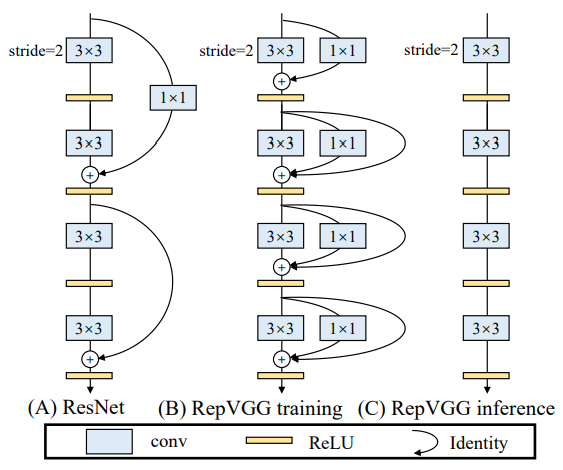 stride=2 3×3 stride=2 3×3 1×1 stride=2 3×3
1×1
3×3 3×3 1×1 3×3
+
+ +
3×3 3×3 1×1 3×3
+
3×3 3×3 1×1 3×3
+ +
(A) ResNet (B) RepVGG training (C) RepVGG inference
conv ReLU Identity